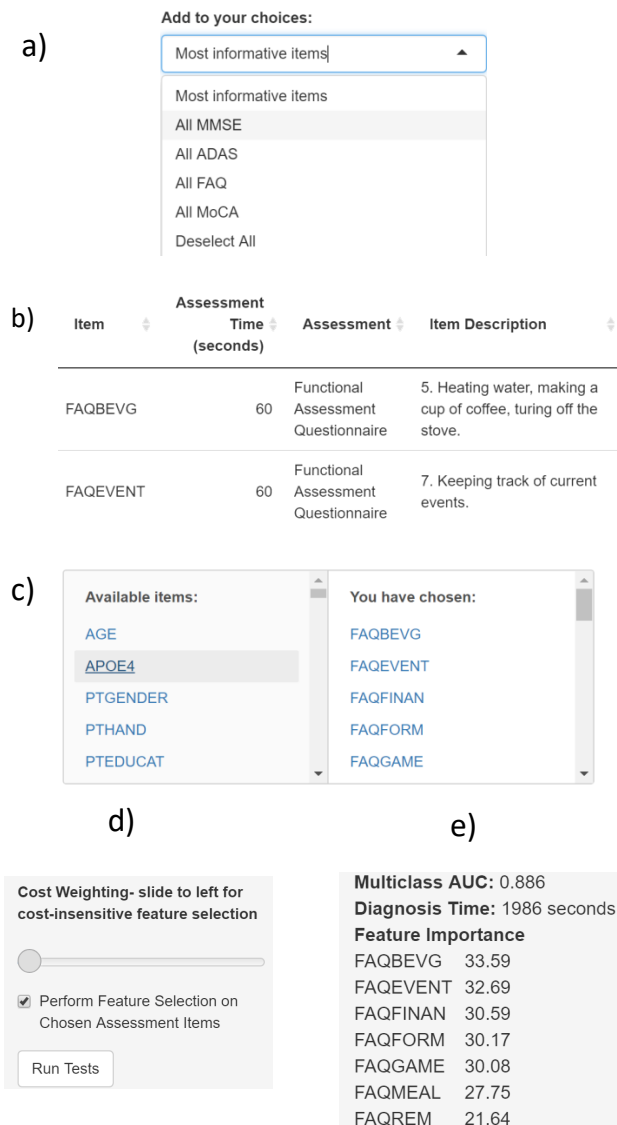 a)
Add to your choices:
Most informative items
Most informative items
All MMSE
All ADAS
All FAQ
All MoCA
Deselect All
b)
Item Assessment Time (seconds) Assessment Item Description
FAQBEVG 60 Functional Assessment Questionnaire 5. Heating water, making a cup of coffee, turing off the stove.
FAQEVENT 60 Functional Assessment Questionnaire 7. Keeping track of current events.
c)
Available items:
AGE
APOE4
PTGENDER
PTHAND
PTEDUCAT
You have chosen:
FAQBEVG
FAQEVENT
FAQFINAN
FAQFORM
FAQGAME
d)
Cost Weighting- slide to left for
cost-insensitive feature selection
Perform Feature Selection on
Chosen Assessment Items
Run Tests
e)
Multiclass AUC: 0.886
Diagnosis Time: 1986 seconds
Feature Importance
FAQBEVG 33.59
FAQEVENT 32.69
FAQFINAN 30.59
FAQFORM 30.17
FAQGAME 30.08
FAQMEAL 27.75
FAQREM 21.64